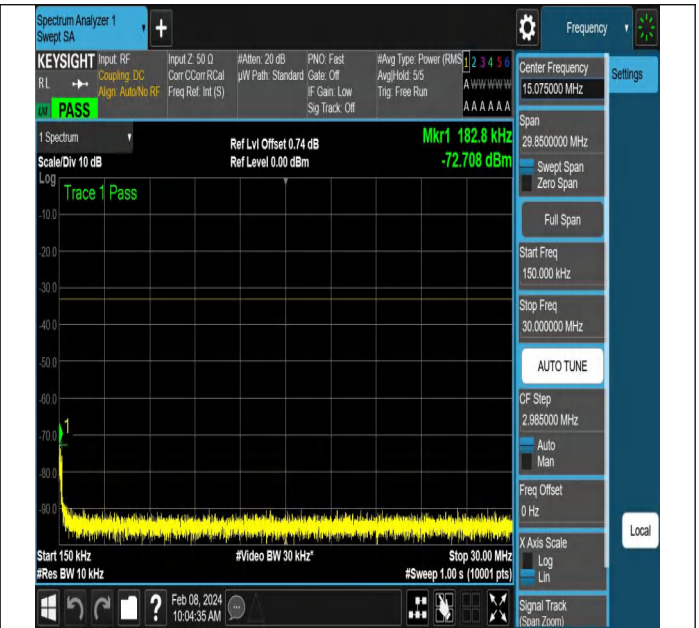 Spectrum Analyzer 1
Swept SA
+
Frequency
KEYSIGHT
RL
PASS
Input: RF
Coupling: DC
Align: Auto/No RF
Input Z: 50 Ω
Corr CCorr RCal
Freq Ref: Int (S)
#Atten: 20 dB
µW Path: Standard
PNO: Fast
Gate: Off
IF Gain: Low
Sig Track: Off
#Avg Type: Power (RMS
Avg|Hold: 5/5
Trig: Free Run
1 2 3 4 5 6
A W W W W W
A A A A A A
1 Spectrum
Scale/Div 10 dB
Ref Lvl Offset 0.74 dB
Ref Level 0.00 dBm
Mkr1 182.8 kHz
-72.708 dBm
Log
Trace 1 Pass
-10.0
-20.0
-30.0
-40.0
-50.0
-60.0
1
-70.0
-80.0
-90.0
Start 150 kHz
#Video BW 30 kHz*
Stop 30.00 MHz
#Res BW 10 kHz
#Sweep 1.00 s (10001 pts)
?
Feb 08, 2024
10:04:35 AM
Center Frequency
15.075000 MHz
Settings
Span
29.8500000 MHz
Swept Span
Zero Span
Full Span
Start Freq
150.000 kHz
Stop Freq
30.000000 MHz
AUTO TUNE
CF Step
2.985000 MHz
Auto
Man
Freq Offset
0 Hz
Local
X Axis Scale
Log
Lin
Signal Track
(Span Zoom)